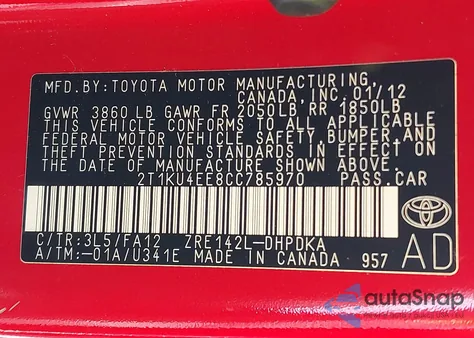 MFD.BY:TOYOTA MOTOR MANUFACTURING,
CANADA, INC. 01/12
GVWR 3860 LB GAWR FR 2050LB RR 1850LB
THIS VEHICLE CONFORMS TO ALL APPLICABLE
FEDERAL MOTOR VEHICLE SAFETY, BUMPER, AND
THEFT PREVENTION STANDARDS IN EFFECT ON
THE DATE OF MANUFACTURE SHOWN ABOVE.
2T1KU4EE8CC785970 PASS.CAR
C/TR:3L5/FA12 ZRE142L-DHPDKA
A/TM:-01A/U341E MADE IN CANADA 957
AD
autoSnap